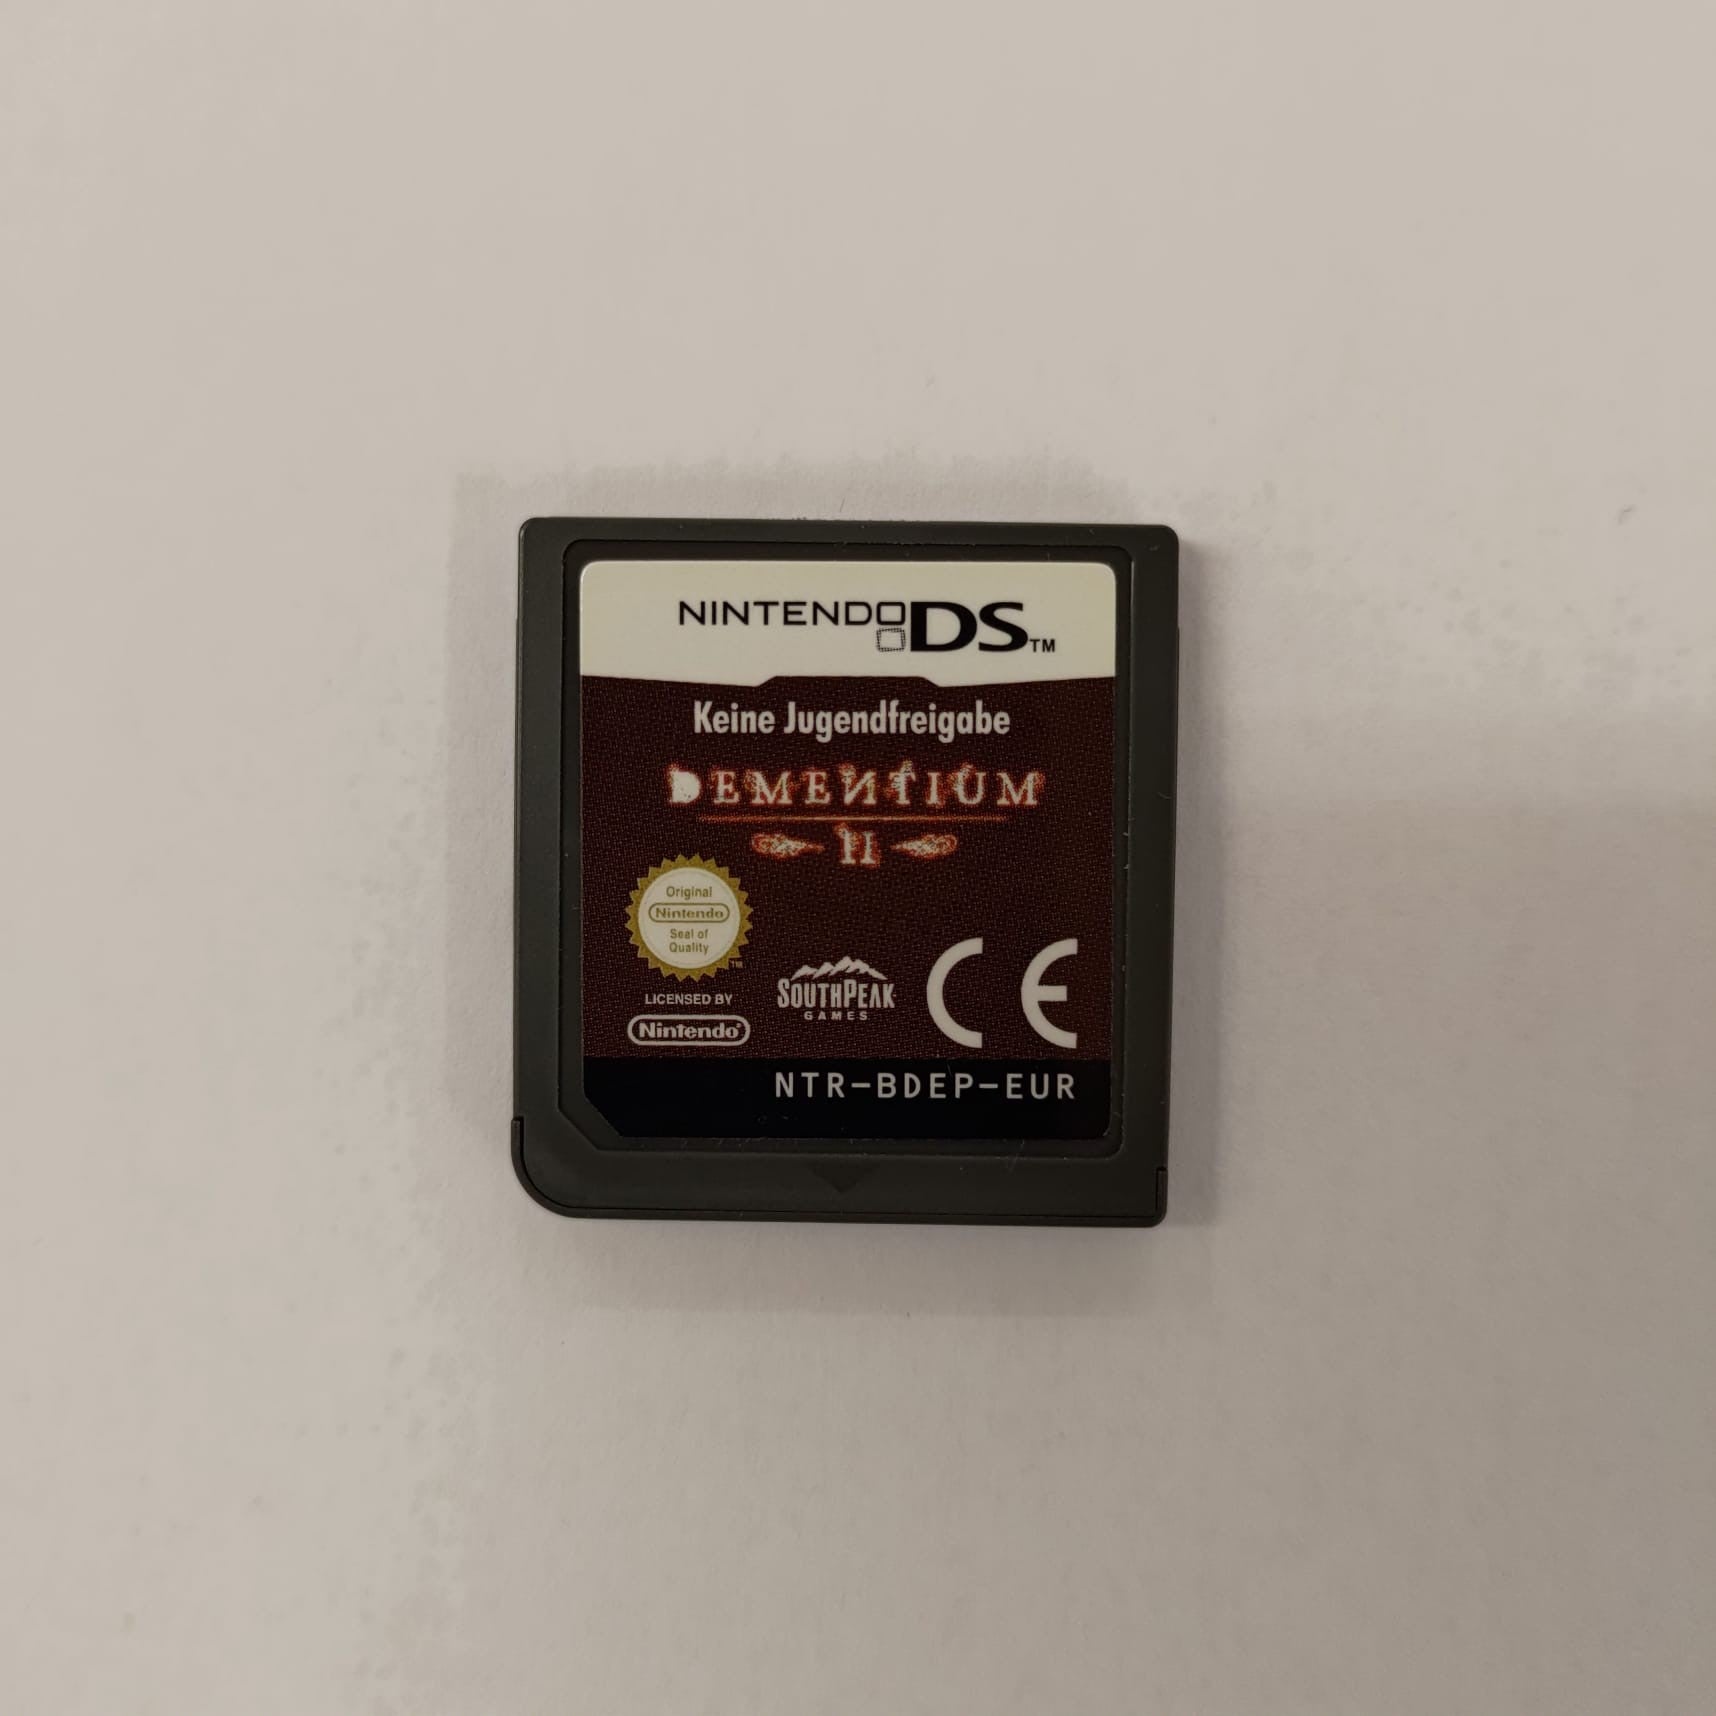 NINTENDO DS™
Keine Jugendfreigabe
DEMENTIUM
II
Original
Nintendo
Seal of
Quality
™
LICENSED BY
Nintendo®
SOUTHPEAK
GAMES
CE
NTR-BDEP-EUR